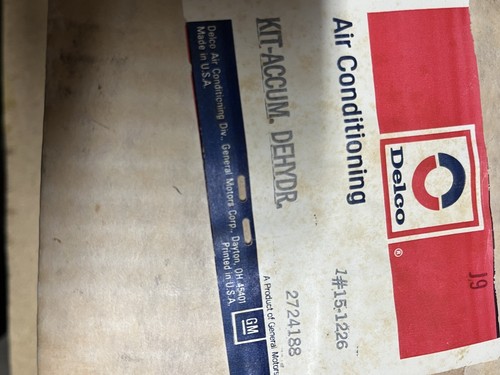 J9
Delco
®
Air Conditioning
1#15-1226
KIT-ACCUM. DEHYDR.
2724188
A Product of General Motors
GM
Delco Air Conditioning Div., General Motors Corp., Dayton, OH 45401
Made in U.S.A.
Printed in U.S.A.